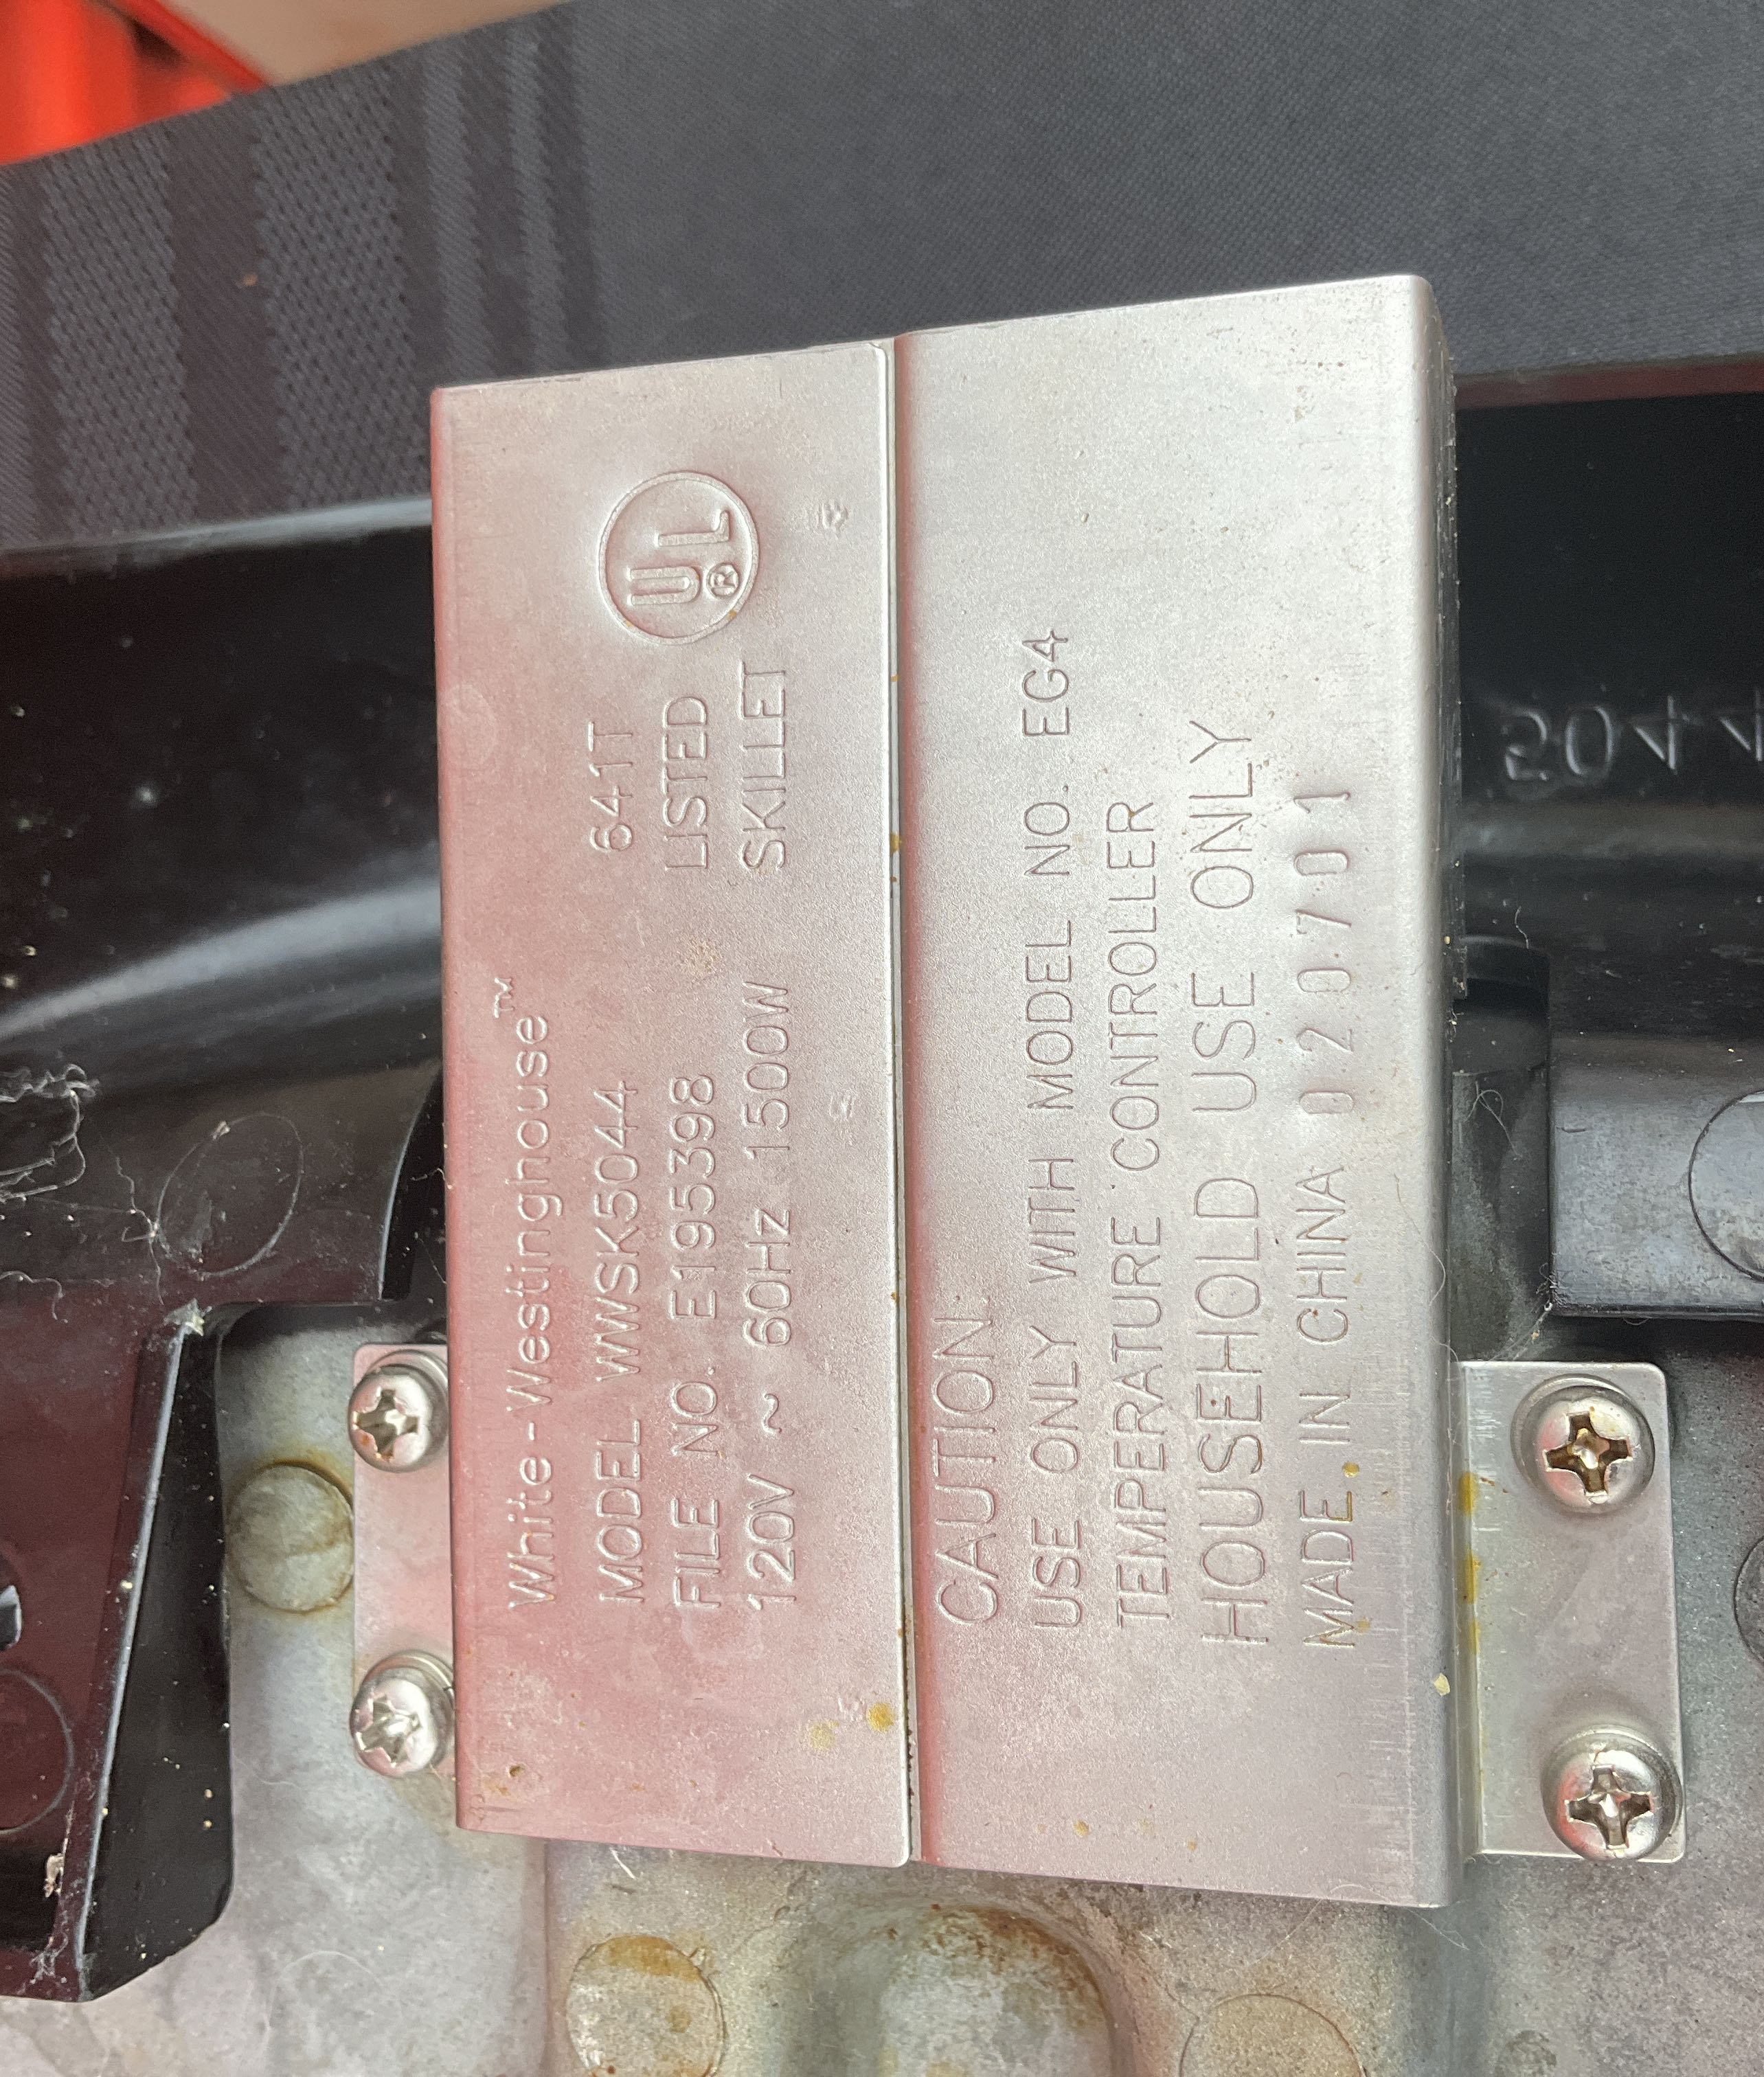 White-Westinghouse™
MODEL WWSK5044 641T
FILE NO. E195398 LISTED
120V ~ 60Hz 1500W SKILLET
UL®
CAUTION:
USE ONLY WITH MODEL NO. EG4
TEMPERATURE CONTROLLER
HOUSEHOLD USE ONLY
MADE IN CHINA 020701